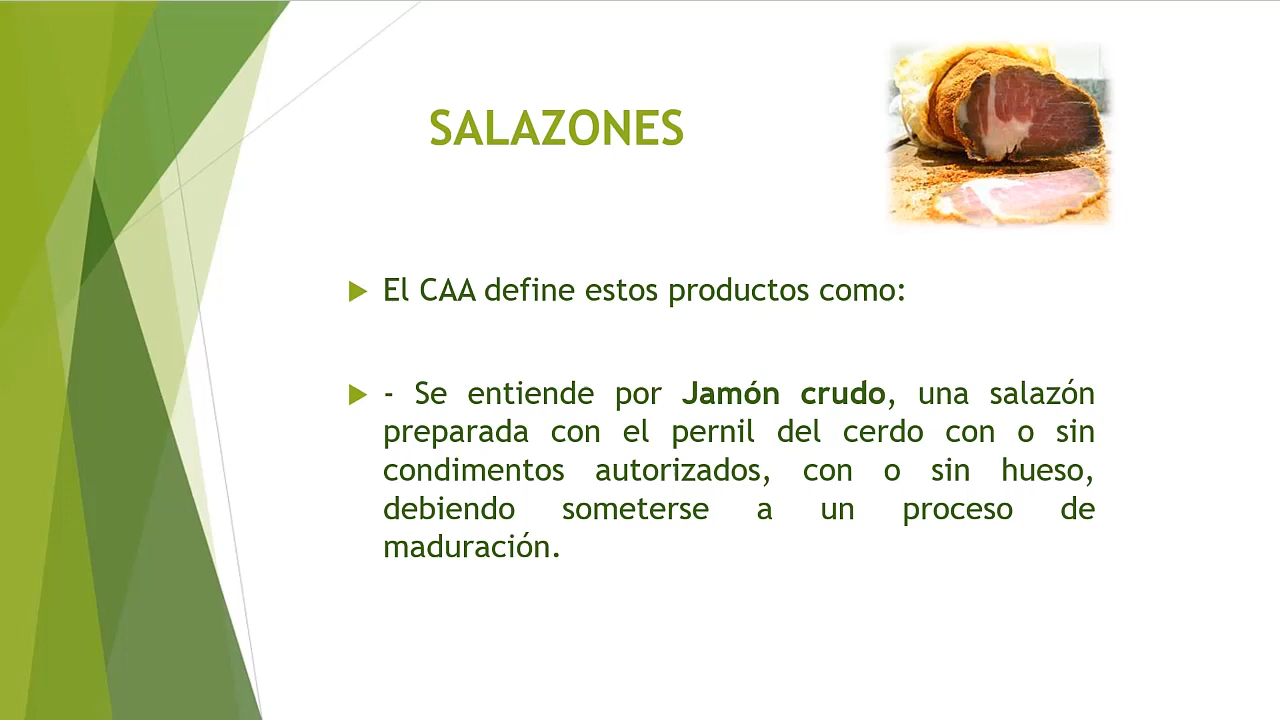 SALAZONES
El CAA define estos productos como:
- Se entiende por Jamón crudo, una salazón
preparada con el pernil del cerdo con o sin
condimentos autorizados, con o sin hueso,
debiendo someterse a un proceso de
maduración.